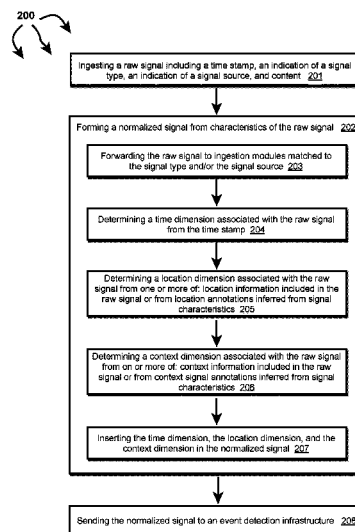 200
Ingesting a raw signal including a time stamp, an indication of a signal
type, an indication of a signal source, and content 201
Forming a normalized signal from characteristics of the raw signal 202
Forwarding the raw signal to ingestion modules matched to
the signal type and/or the signal source 203
Determining a time dimension associated with the raw signal
from the time stamp 204
Determining a location dimension associated with the raw
signal from one or more of: location information included in the
raw signal or from location annotations inferred from signal
characteristics 205
Determining a context dimension associated with the raw signal
from on or more of: context information included in the raw
signal or from context signal annotations inferred from signal
characteristics 206
Inserting the time dimension, the location dimension, and the
context dimension in the normalized signal 207
Sending the normalized signal to an event detection infrastructure 208